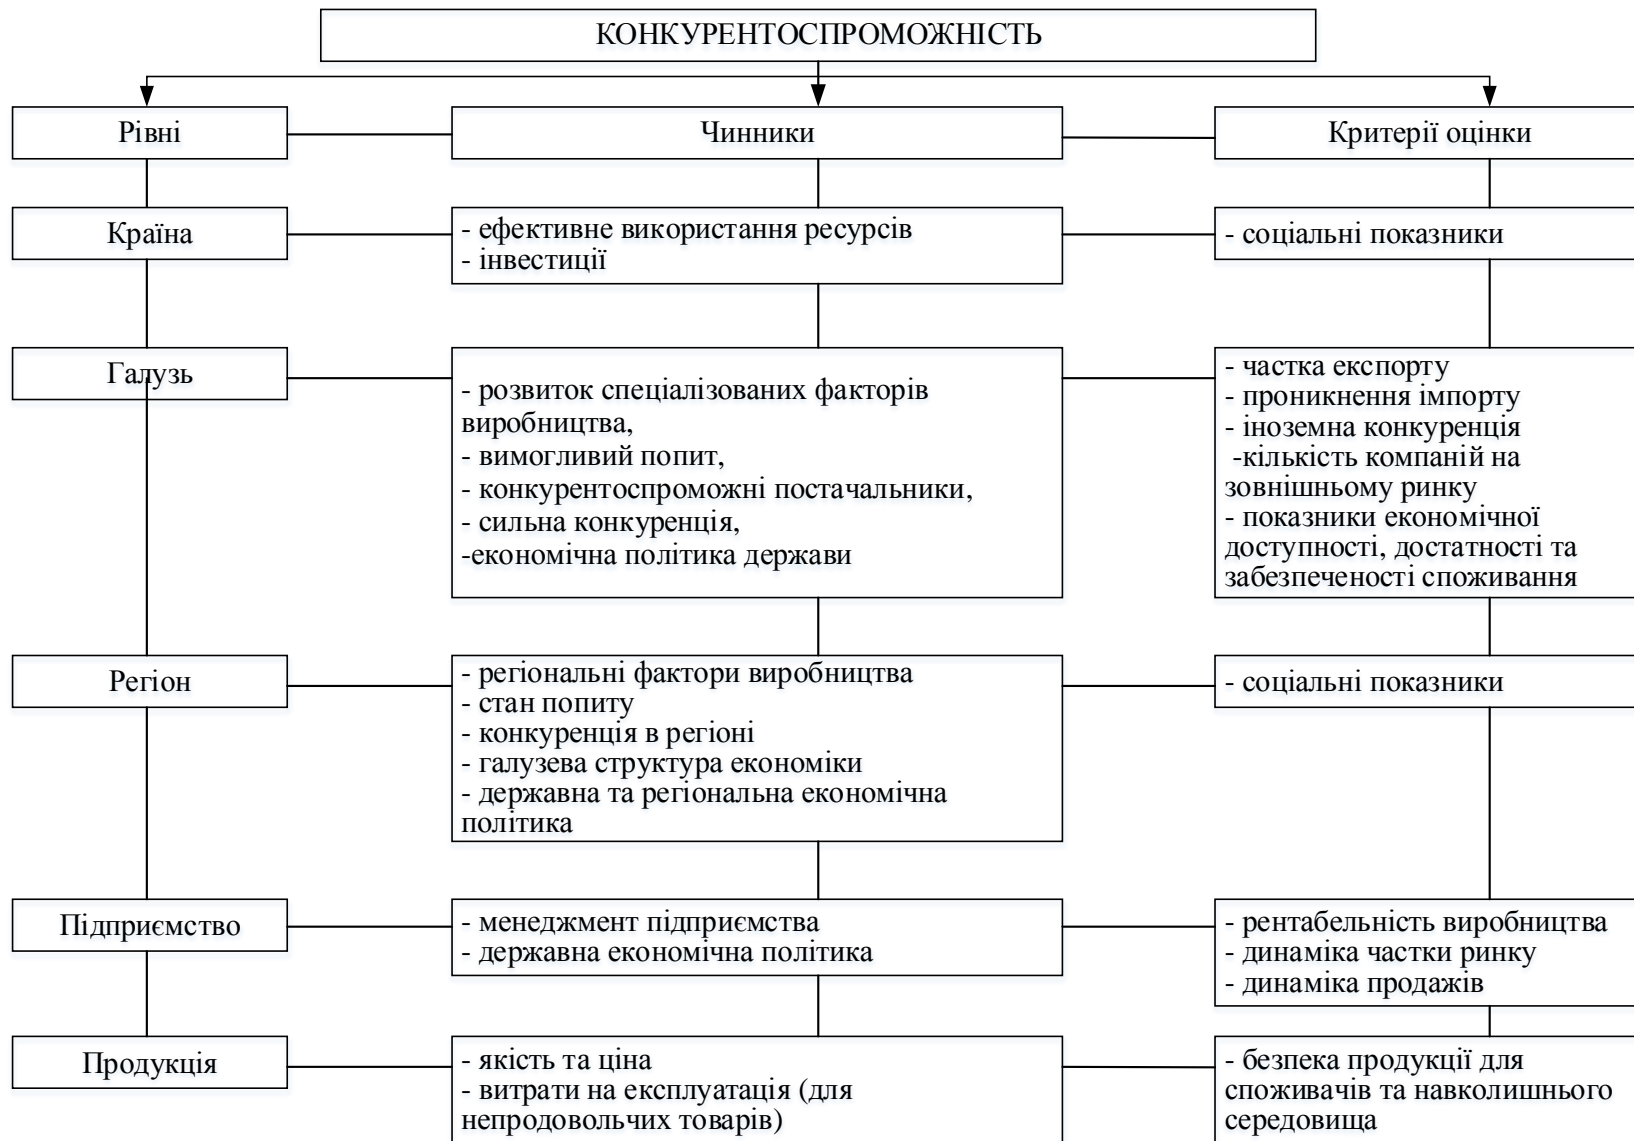 КОНКУРЕНТОСПРОМОЖНІСТЬ
Рівні
Чинники
Критерії оцінки
Країна
- ефективне використання ресурсів
- інвестиції
- соціальні показники
Галузь
- розвиток спеціалізованих факторів
виробництва,
- вимогливий попит,
- конкурентоспроможні постачальники,
- сильна конкуренція,
-економічна політика держави
- частка експорту
- проникнення імпорту
- іноземна конкуренція
-кількість компаній на
зовнішньому ринку
- показники економічної
доступності, достатності та
забезпеченості споживання
Регіон
- регіональні фактори виробництва
- стан попиту
- конкуренція в регіоні
- галузева структура економіки
- державна та регіональна економічна
політика
- соціальні показники
Підприємство
- менеджмент підприємства
- державна економічна політика
- рентабельність виробництва
- динаміка частки ринку
- динаміка продажів
Продукція
- якість та ціна
- витрати на експлуатація (для
непродовольчих товарів)
- безпека продукції для
споживачів та навколишнього
середовища